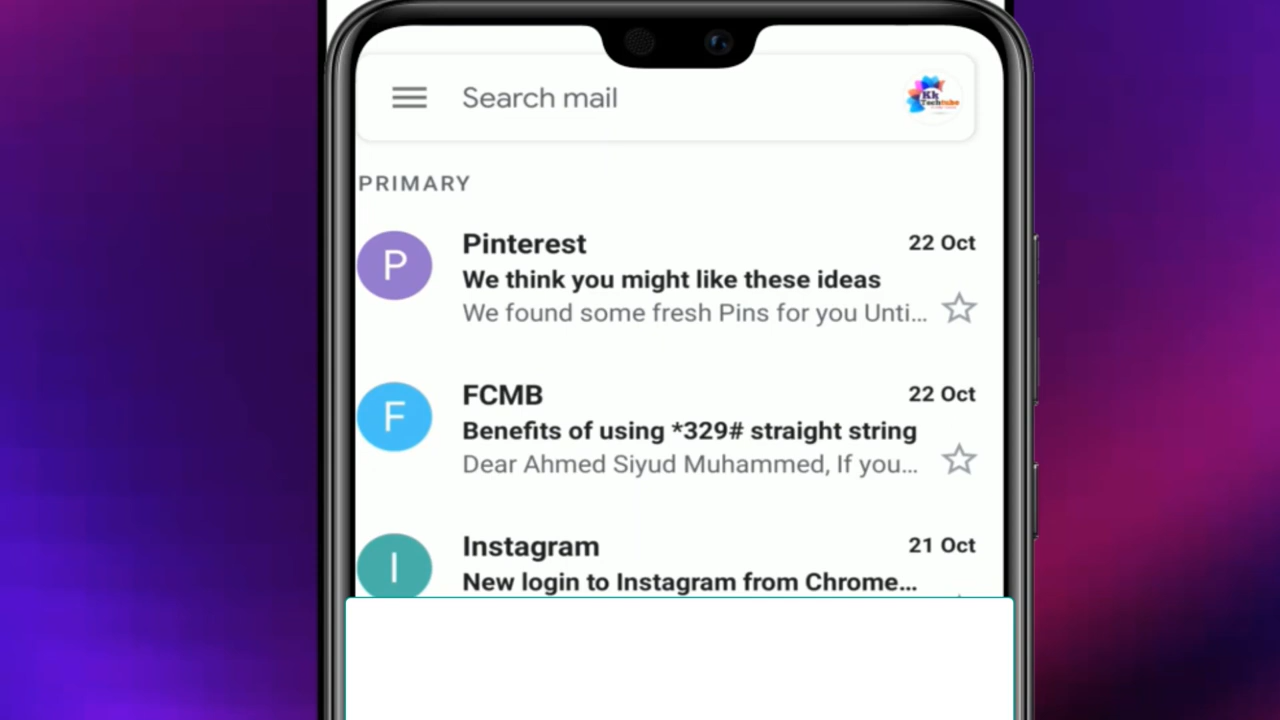 Search mail
Kk
Techtube
PRIMARY
P
Pinterest
22 Oct
We think you might like these ideas
We found some fresh Pins for you Unti...
F
FCMB
22 Oct
Benefits of using *329# straight string
Dear Ahmed Siyud Muhammed, If you...
I
Instagram
21 Oct
New login to Instagram from Chrome...